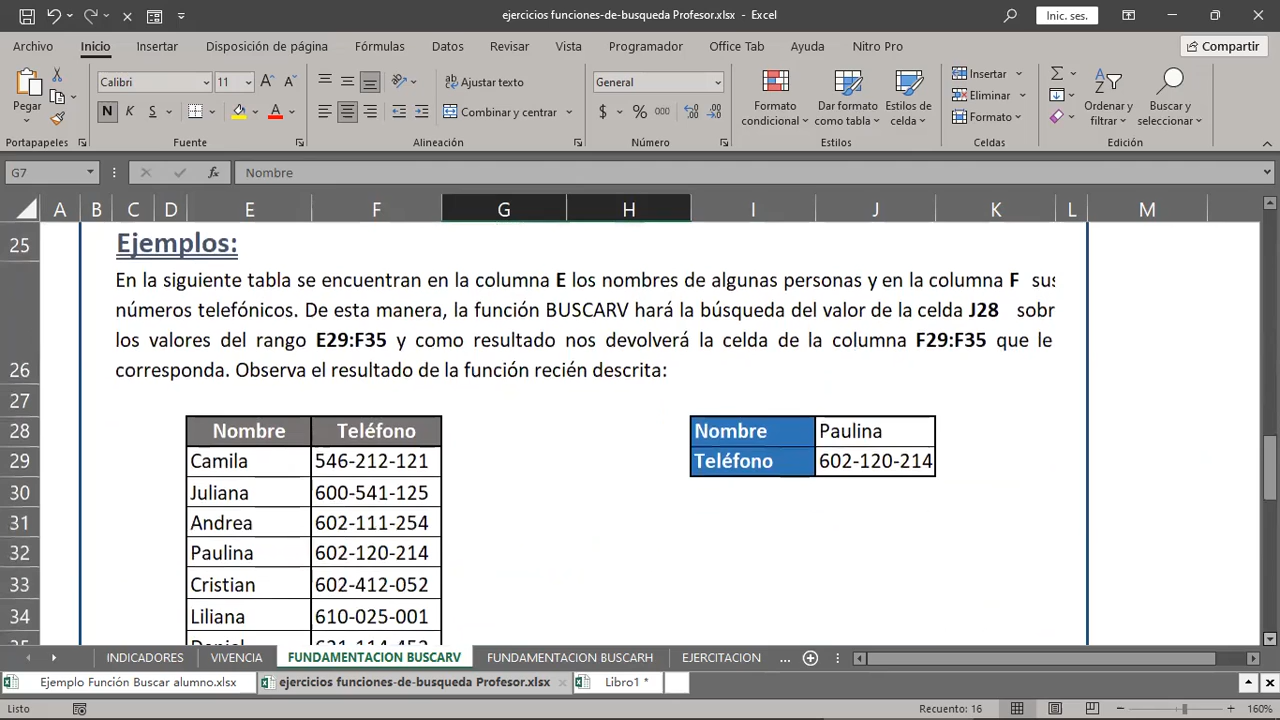 ejercicios funciones-de-busqueda Profesor.xlsx - Excel
Inic. ses.
Archivo Inicio Insertar Disposición de página Fórmulas Datos Revisar Vista Programador Office Tab Ayuda Nitro Pro Compartir
Pegar
Calibri 11
N K S
Ajustar texto
Combinar y centrar
General
$ % 000
Formato condicional
Dar formato como tabla
Estilos de celda
Insertar
Eliminar
Formato
Ordenar y filtrar
Buscar y seleccionar
Portapapeles Fuente Alineación Número Estilos Celdas Edición
G7 fx Nombre
A B C D E F G H I J K L M
25 Ejemplos:
En la siguiente tabla se encuentran en la columna E los nombres de algunas personas y en la columna F sus
números telefónicos. De esta manera, la función BUSCARV hará la búsqueda del valor de la celda J28 sobr
los valores del rango E29:F35 y como resultado nos devolverá la celda de la columna F29:F35 que le
26 corresponda. Observa el resultado de la función recién descrita:
27
28 Nombre Teléfono Nombre Paulina
29 Camila 546-212-121 Teléfono 602-120-214
30 Juliana 600-541-125
31 Andrea 602-111-254
32 Paulina 602-120-214
33 Cristian 602-412-052
34 Liliana 610-025-001
35 Daniel 621-114-452
INDICADORES VIVENCIA FUNDAMENTACION BUSCARV FUNDAMENTACION BUSCARH EJERCITACION ...
Ejemplo Función Buscar alumno.xlsx ejercicios funciones-de-busqueda Profesor.xlsx Libro1 *
Listo Recuento: 16 160%